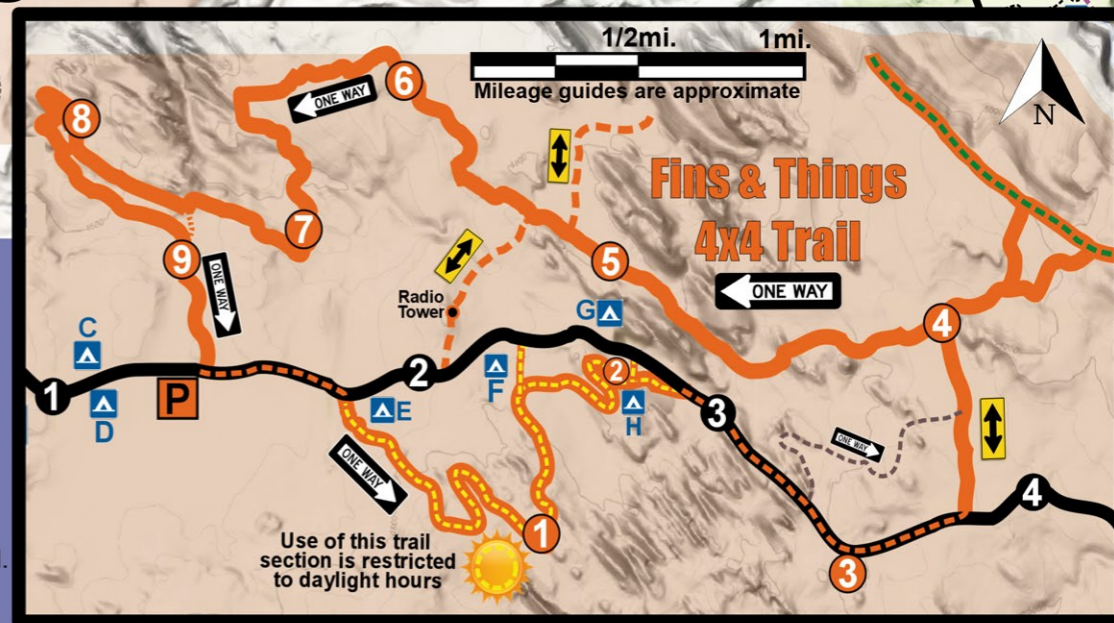 1/2mi.
1mi.
Mileage guides are approximate
N
6
ONE WAY
8
Fins & Things
4x4 Trail
7
9
ONE WAY
5
ONE WAY
Radio
Tower
G
4
C
1
D
P
2
F
E
2
H
3
ONE WAY
4
ONE WAY
1
Use of this trail
section is restricted
to daylight hours
3